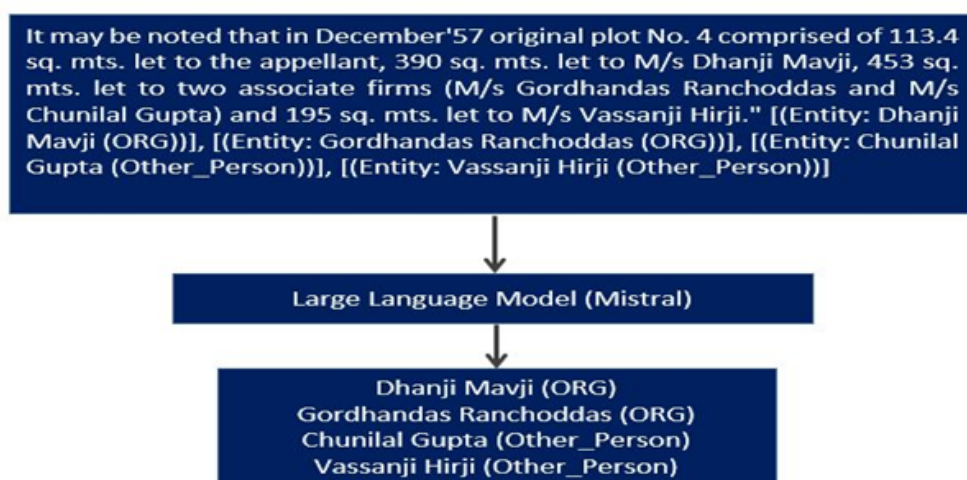 It may be noted that in December'57 original plot No. 4 comprised of 113.4
sq. mts. let to the appellant, 390 sq. mts. let to M/s Dhanji Mavji, 453 sq.
mts. let to two associate firms (M/s Gordhandas Ranchoddas and M/s
Chunilal Gupta) and 195 sq. mts. let to M/s Vassanji Hirji." [(Entity: Dhanji
Mavji (ORG))], [(Entity: Gordhandas Ranchoddas (ORG))], [(Entity: Chunilal
Gupta (Other_Person))], [(Entity: Vassanji Hirji (Other_Person))]
Large Language Model (Mistral)
Dhanji Mavji (ORG)
Gordhandas Ranchoddas (ORG)
Chunilal Gupta (Other_Person)
Vassanji Hirji (Other_Person)